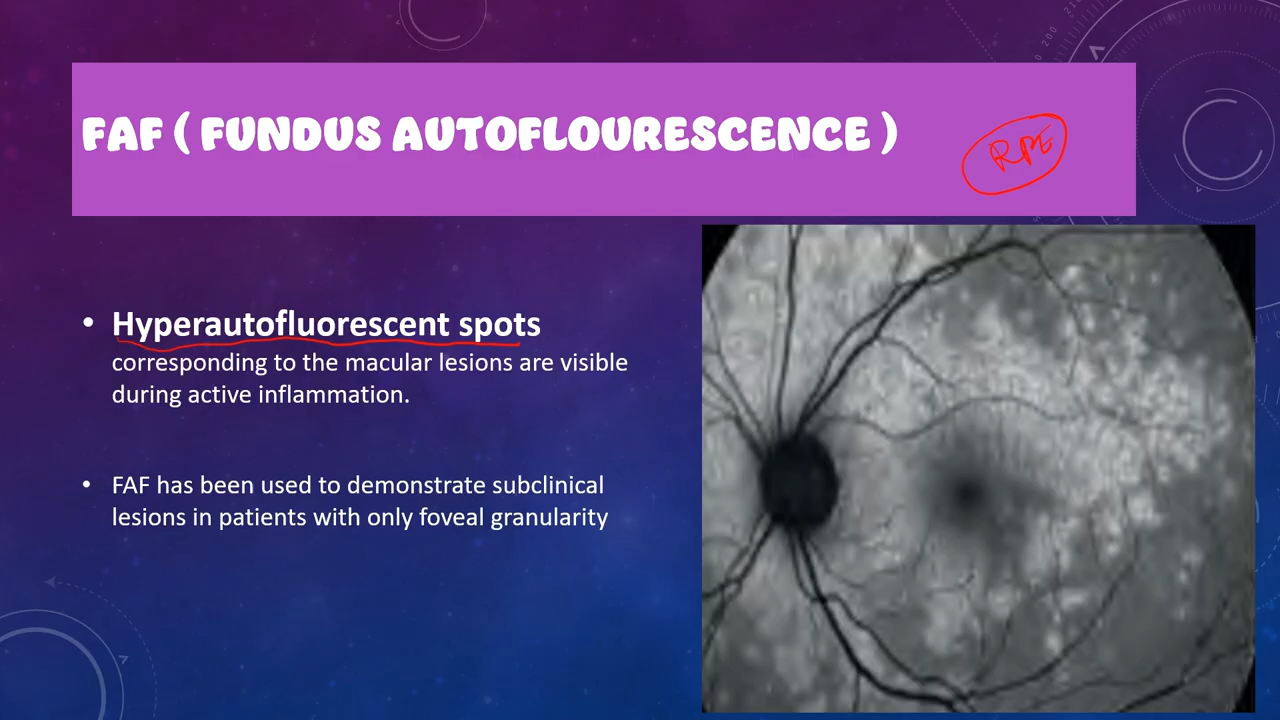 FAF ( FUNDUS AUTOFLOURESCENCE )
RPE
• Hyperautofluorescent spots
corresponding to the macular lesions are visible
during active inflammation.
• FAF has been used to demonstrate subclinical
lesions in patients with only foveal granularity